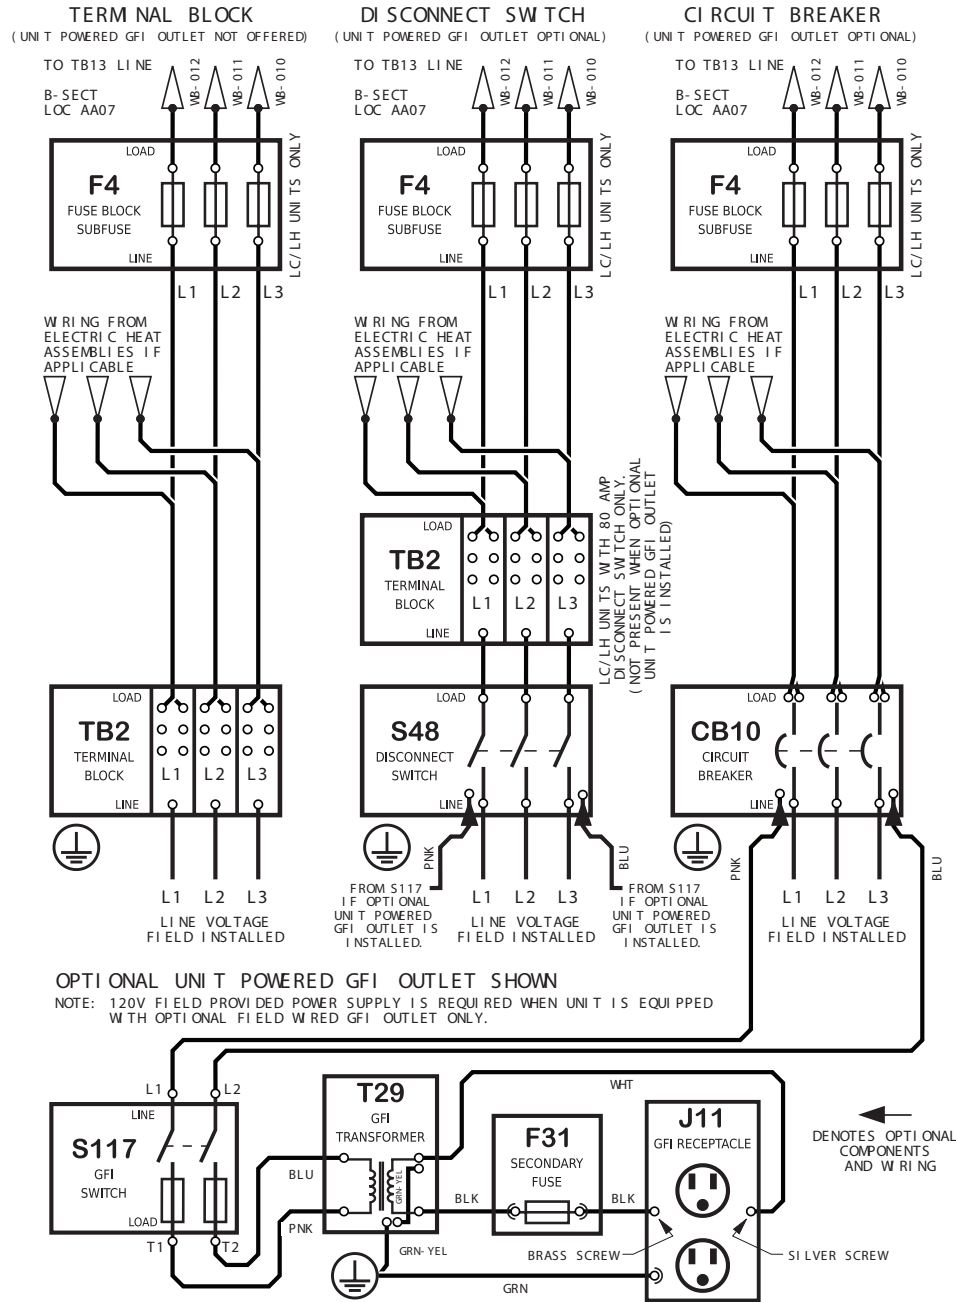 TERMINAL BLOCK
(UNIT POWERED GFI OUTLET NOT OFFERED)
TO TB13 LINE
B-SECT
LOC AA07
WB-012
WB-011
WB-010
LOAD
F4
FUSE BLOCK
SUBFUSE
LINE
LC/LH UNITS ONLY
L1
L2
L3
WIRING FROM
ELECTRIC HEAT
ASSEMBLIES IF
APPLICABLE
LOAD
TB2
TERMINAL
BLOCK
LINE
L1
L2
L3
L1
L2
L3
LINE VOLTAGE
FIELD INSTALLED
DISCONNECT SWITCH
(UNIT POWERED GFI OUTLET OPTIONAL)
TO TB13 LINE
B-SECT
LOC AA07
WB-012
WB-011
WB-010
LOAD
F4
FUSE BLOCK
SUBFUSE
LINE
LC/LH UNITS ONLY
L1
L2
L3
WIRING FROM
ELECTRIC HEAT
ASSEMBLIES IF
APPLICABLE
LOAD
TB2
TERMINAL
BLOCK
LINE
L1
L2
L3
LC/LH UNITS WITH 80 AMP
DISCONNECT SWITCH ONLY.
(NOT PRESENT WHEN OPTIONAL
UNIT POWERED GFI OUTLET
IS INSTALLED)
LOAD
S48
DISCONNECT
SWITCH
LINE
PNK
BLU
FROM S117
IF OPTIONAL
UNIT POWERED
GFI OUTLET IS
INSTALLED.
L1
L2
L3
LINE VOLTAGE
FIELD INSTALLED
FROM S117
IF OPTIONAL
UNIT POWERED
GFI OUTLET IS
INSTALLED.
CIRCUIT BREAKER
(UNIT POWERED GFI OUTLET OPTIONAL)
TO TB13 LINE
B-SECT
LOC AA07
WB-012
WB-011
WB-010
LOAD
F4
FUSE BLOCK
SUBFUSE
LINE
LC/LH UNITS ONLY
L1
L2
L3
WIRING FROM
ELECTRIC HEAT
ASSEMBLIES IF
APPLICABLE
LOAD
CB10
CIRCUIT
BREAKER
LINE
PNK
BLU
L1
L2
L3
LINE VOLTAGE
FIELD INSTALLED
OPTIONAL UNIT POWERED GFI OUTLET SHOWN
NOTE: 120V FIELD PROVIDED POWER SUPPLY IS REQUIRED WHEN UNIT IS EQUIPPED
WITH OPTIONAL FIELD WIRED GFI OUTLET ONLY.
L1
L2
LINE
S117
GFI
SWITCH
LOAD
T1
T2
BLU
PNK
T29
GFI
TRANSFORMER
GRN-YEL
GRN-YEL
BLK
F31
SECONDARY
FUSE
BLK
WHT
J11
GFI RECEPTACLE
BRASS SCREW
SILVER SCREW
GRN
DENOTES OPTIONAL
COMPONENTS
AND WIRING